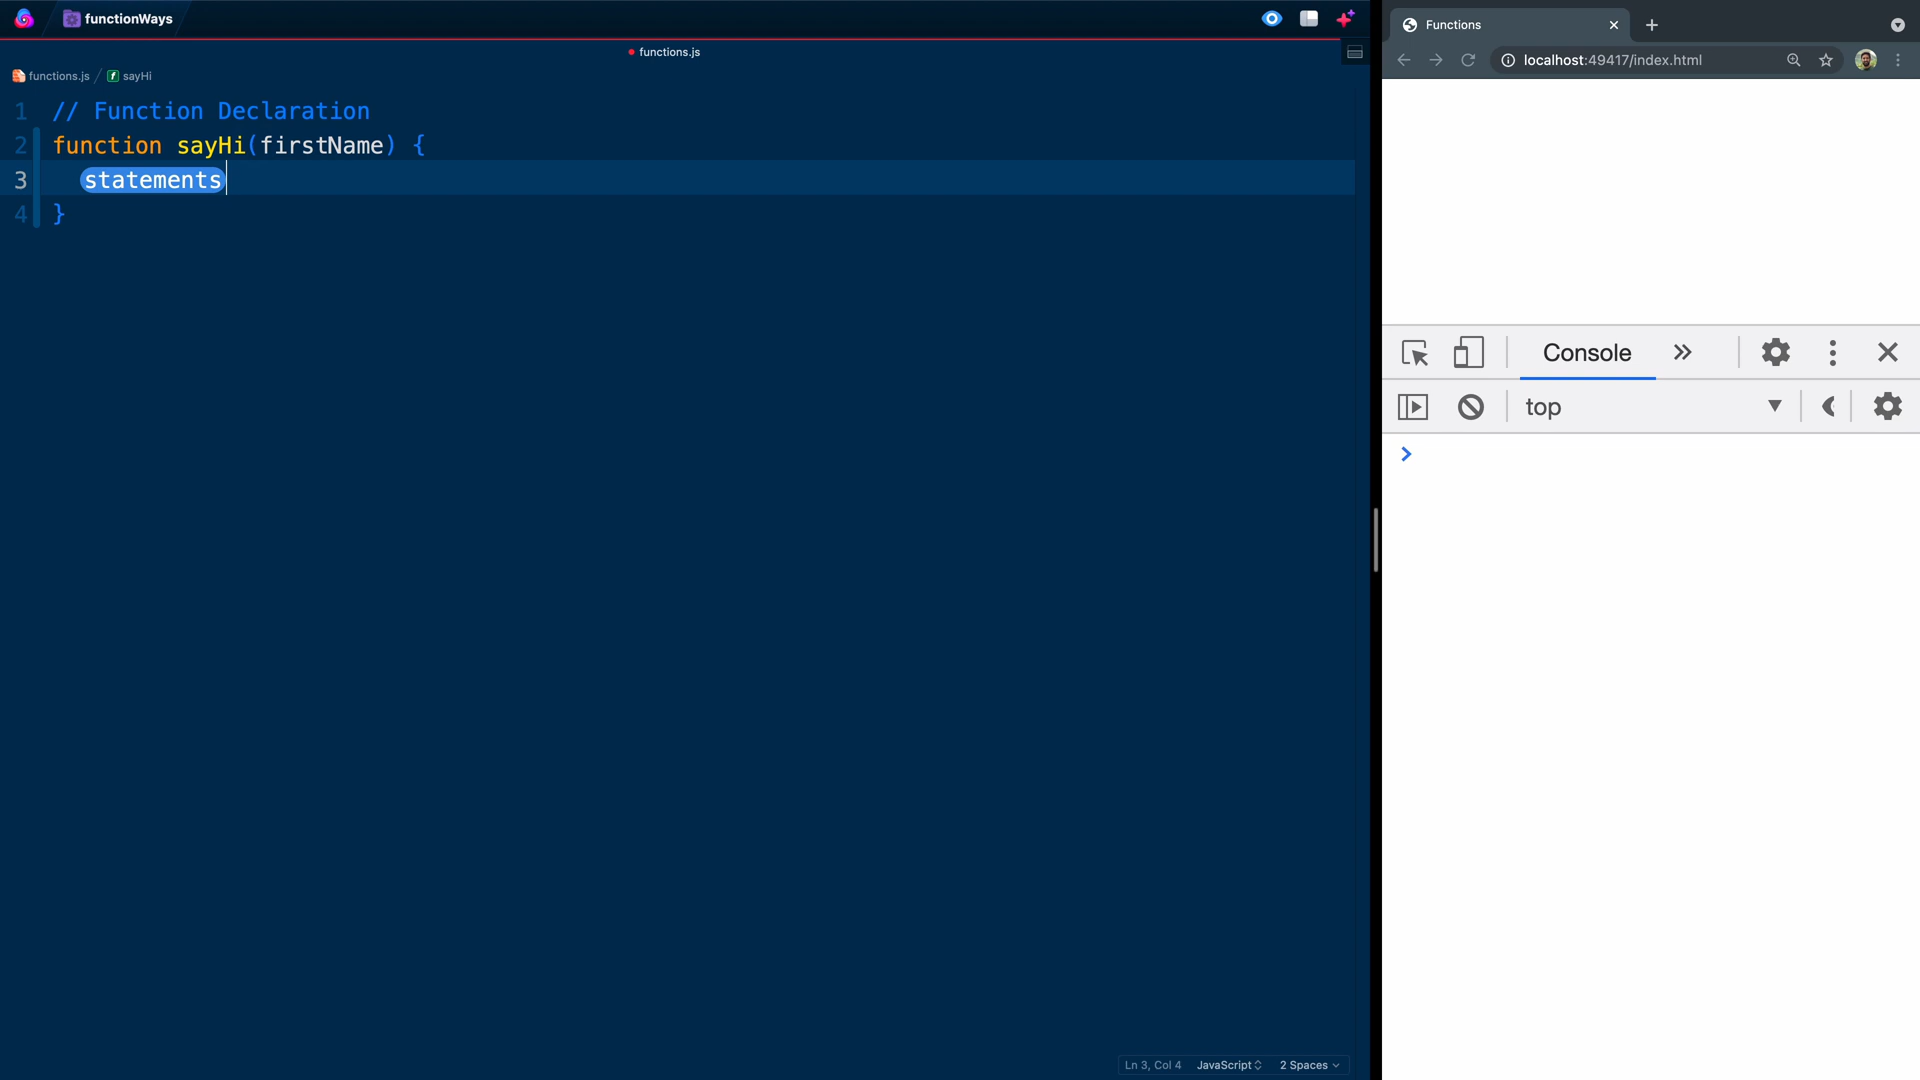 functionWays
functions.js
functions.js / sayHi
1 // Function Declaration
2 function sayHi(firstName) {
3 statements
4 }
Ln 3, Col 4 JavaScript 2 Spaces
Functions
localhost:49417/index.html
Console
top